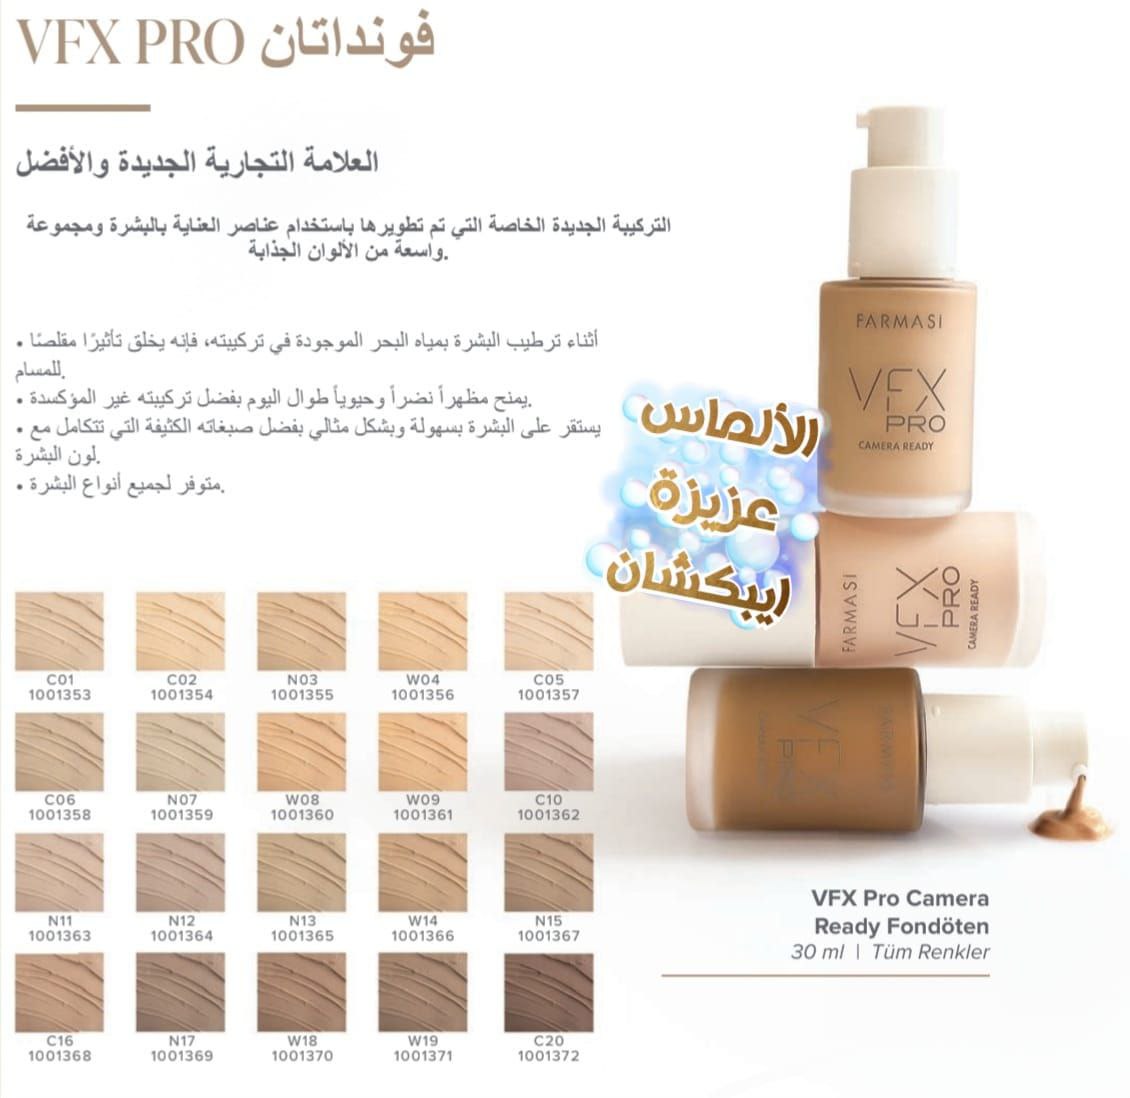 VFX PRO فونداتان
العلامة التجارية الجديدة والأفضل
التركيبة الجديدة الخاصة التي تم تطويرها باستخدام عناصر العناية بالبشرة ومجموعة
واسعة من الألوان الجذابة.
• أثناء ترطيب البشرة بمياه البحر الموجودة في تركيبته، فإنه يخلق تأثيرًا مقلصًا
للمسام.
• يمنح مظهراً نضراً وحيوياً طوال اليوم بفضل تركيبته غير المؤكسدة.
• يستقر على البشرة بسهولة وبشكل مثالي بفضل صبغاته الكثيفة التي تتكامل مع
لون البشرة.
• متوفر لجميع أنواع البشرة.
الألماس
عزيزة
ايبكشان
FARMASi
VFX
PRO
CAMERA READY
FARMASi
VFX
PRO
CAMERA READY
FARMASi
VFX
PRO
C01 C02 N03 W04 C05
1001353 1001354 1001355 1001356 1001357
C06 N07 W08 W09 C10
1001358 1001359 1001360 1001361 1001362
N11 N12 N13 W14 N15
1001363 1001364 1001365 1001366 1001367
C16 N17 W18 W19 C20
1001368 1001369 1001370 1001371 1001372
VFX Pro Camera
Ready Fondöten
30 ml | Tüm Renkler